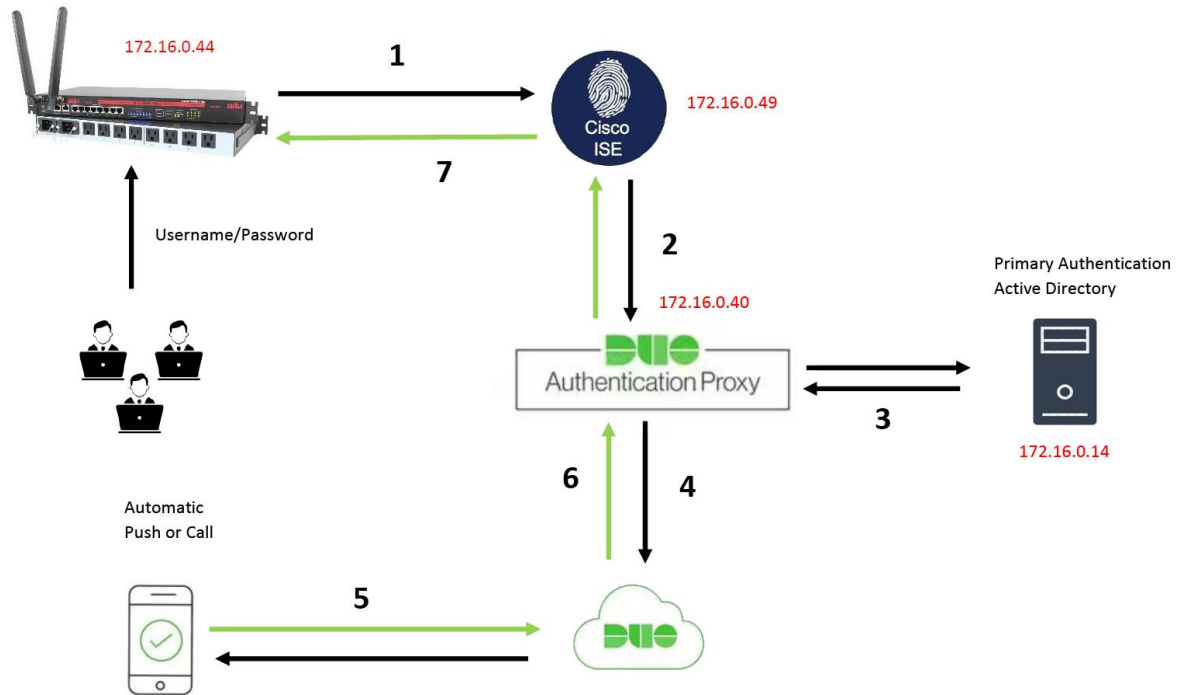 172.16.0.44
1
Cisco
ISE
172.16.0.49
7
Username/Password
2
172.16.0.40
Primary Authentication
Active Directory
DUO
Authentication Proxy
3
172.16.0.14
6
4
Automatic
Push or Call
5
DUO